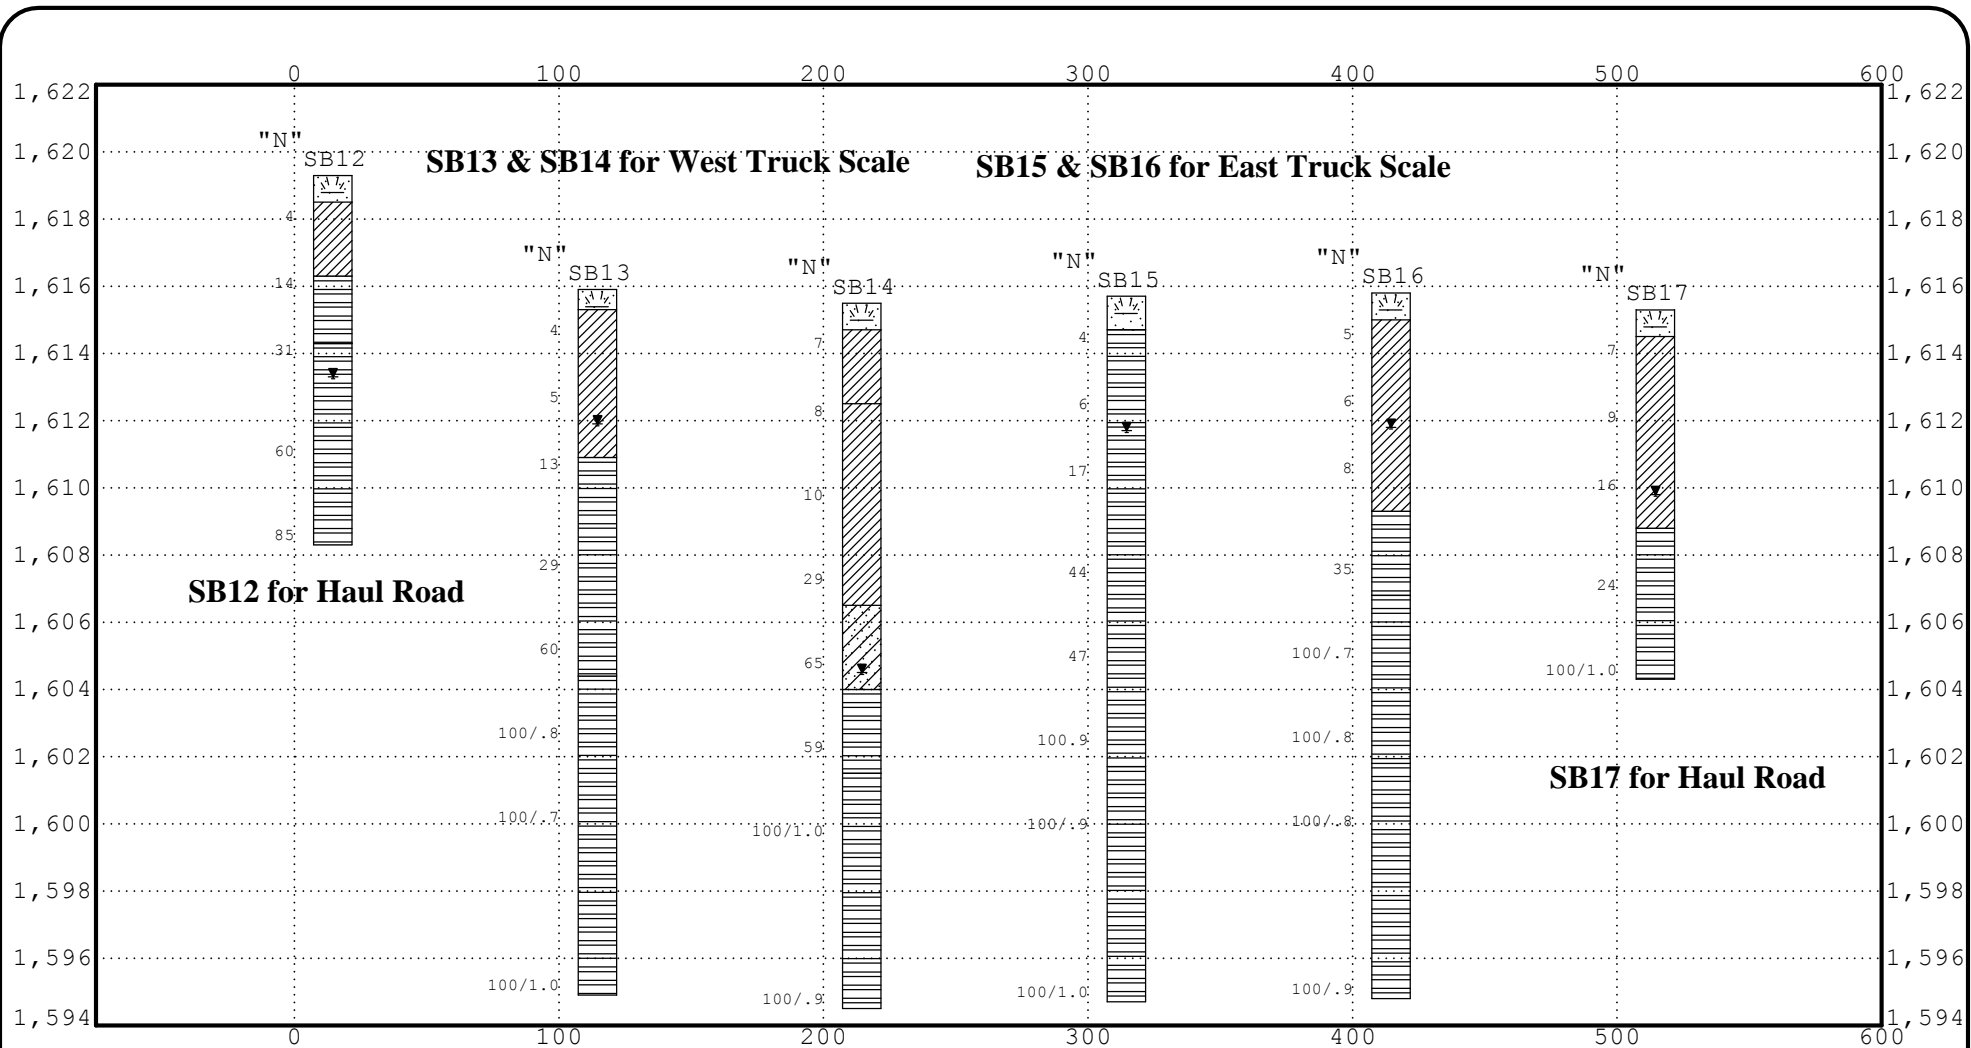 0 100 200 300 400 500 600
1,622 1,622
"N"
1,620 SB12 SB13 & SB14 for West Truck Scale SB15 & SB16 for East Truck Scale 1,620
1,618 4 1,618
"N" "N" "N" "N" "N"
SB13 SB14 SB15 SB16 SB17
1,616 14 1,616
4 7 4 5 7
1,614 31 1,614
5 8 6 6 9
1,612 1,612
60 13 17 8
1,610 10 16 1,610
85
1,608 1,608
29 29 44 35 24
SB12 for Haul Road
1,606 1,606
60 65 47 100/.7 100/1.0
1,604 1,604
100/.8 59 100.9 100/.8
1,602 1,602
SB17 for Haul Road
100/.7 100/1.0 100/.9 100/.8
1,600 1,600
1,598 1,598
1,596 1,596
100/1.0 100/.9 100/1.0 100/.9
1,594 1,594
0 100 200 300 400 500 600